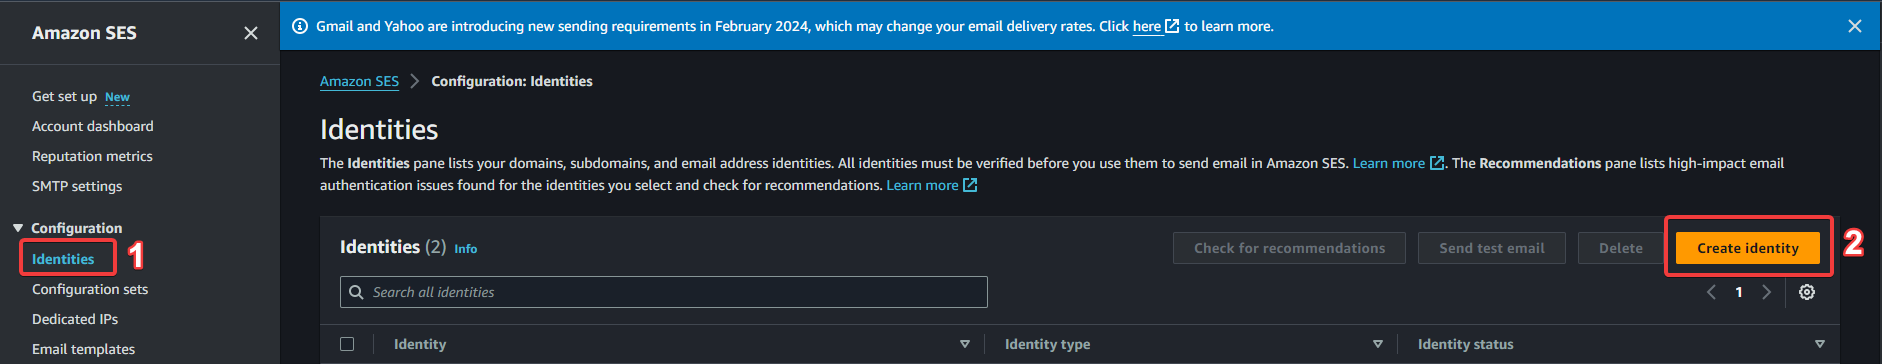 Amazon SES
Gmail and Yahoo are introducing new sending requirements in February 2024, which may change your email delivery rates. Click here to learn more.
Get set up New
Account dashboard
Reputation metrics
SMTP settings
Configuration
Identities 1
Configuration sets
Dedicated IPs
Email templates
Amazon SES > Configuration: Identities
Identities
The Identities pane lists your domains, subdomains, and email address identities. All identities must be verified before you use them to send email in Amazon SES. Learn more. The Recommendations pane lists high-impact email
authentication issues found for the identities you select and check for recommendations. Learn more
Identities (2) Info Check for recommendations Send test email Delete Create identity 2
Search all identities 1
Identity Identity type Identity status